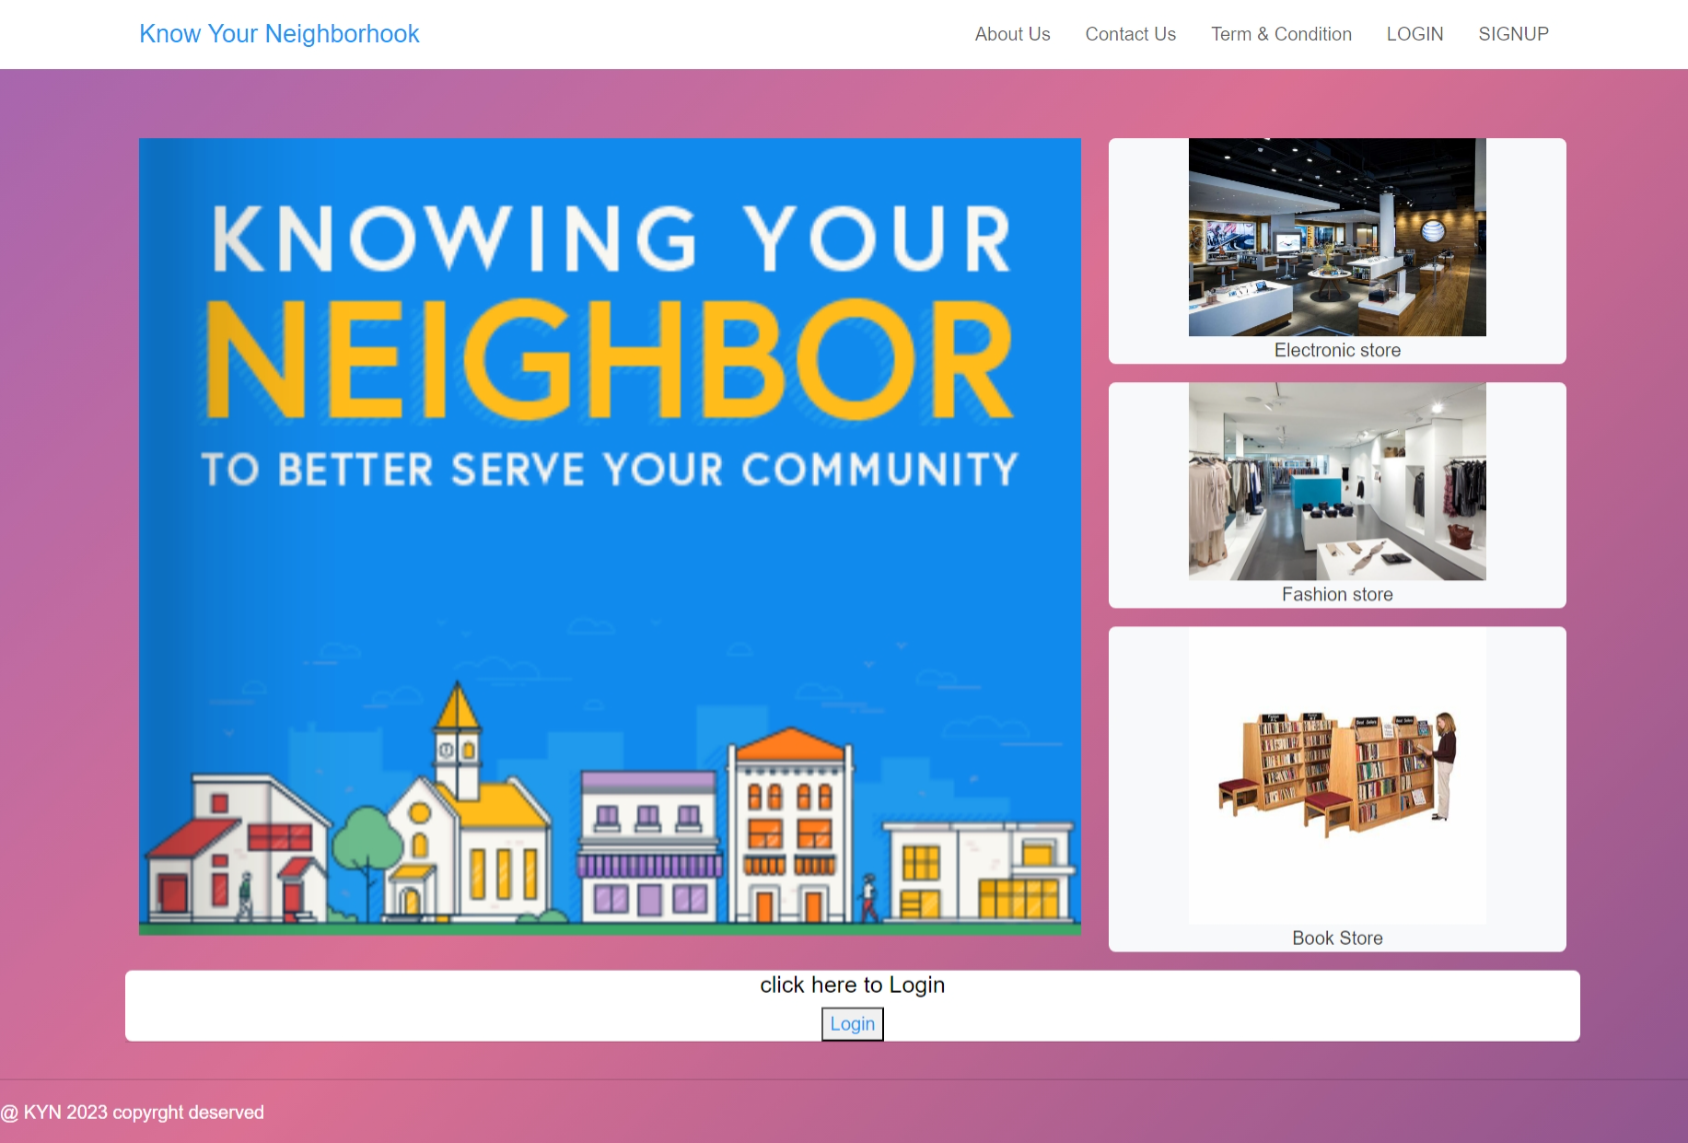 Know Your Neighborhook
About Us
Contact Us
Term & Condition
LOGIN
SIGNUP
KNOWING YOUR
NEIGHBOR
TO BETTER SERVE YOUR COMMUNITY
Electronic store
Fashion store
Book Store
click here to Login
Login
@ KYN 2023 copyrght deserved